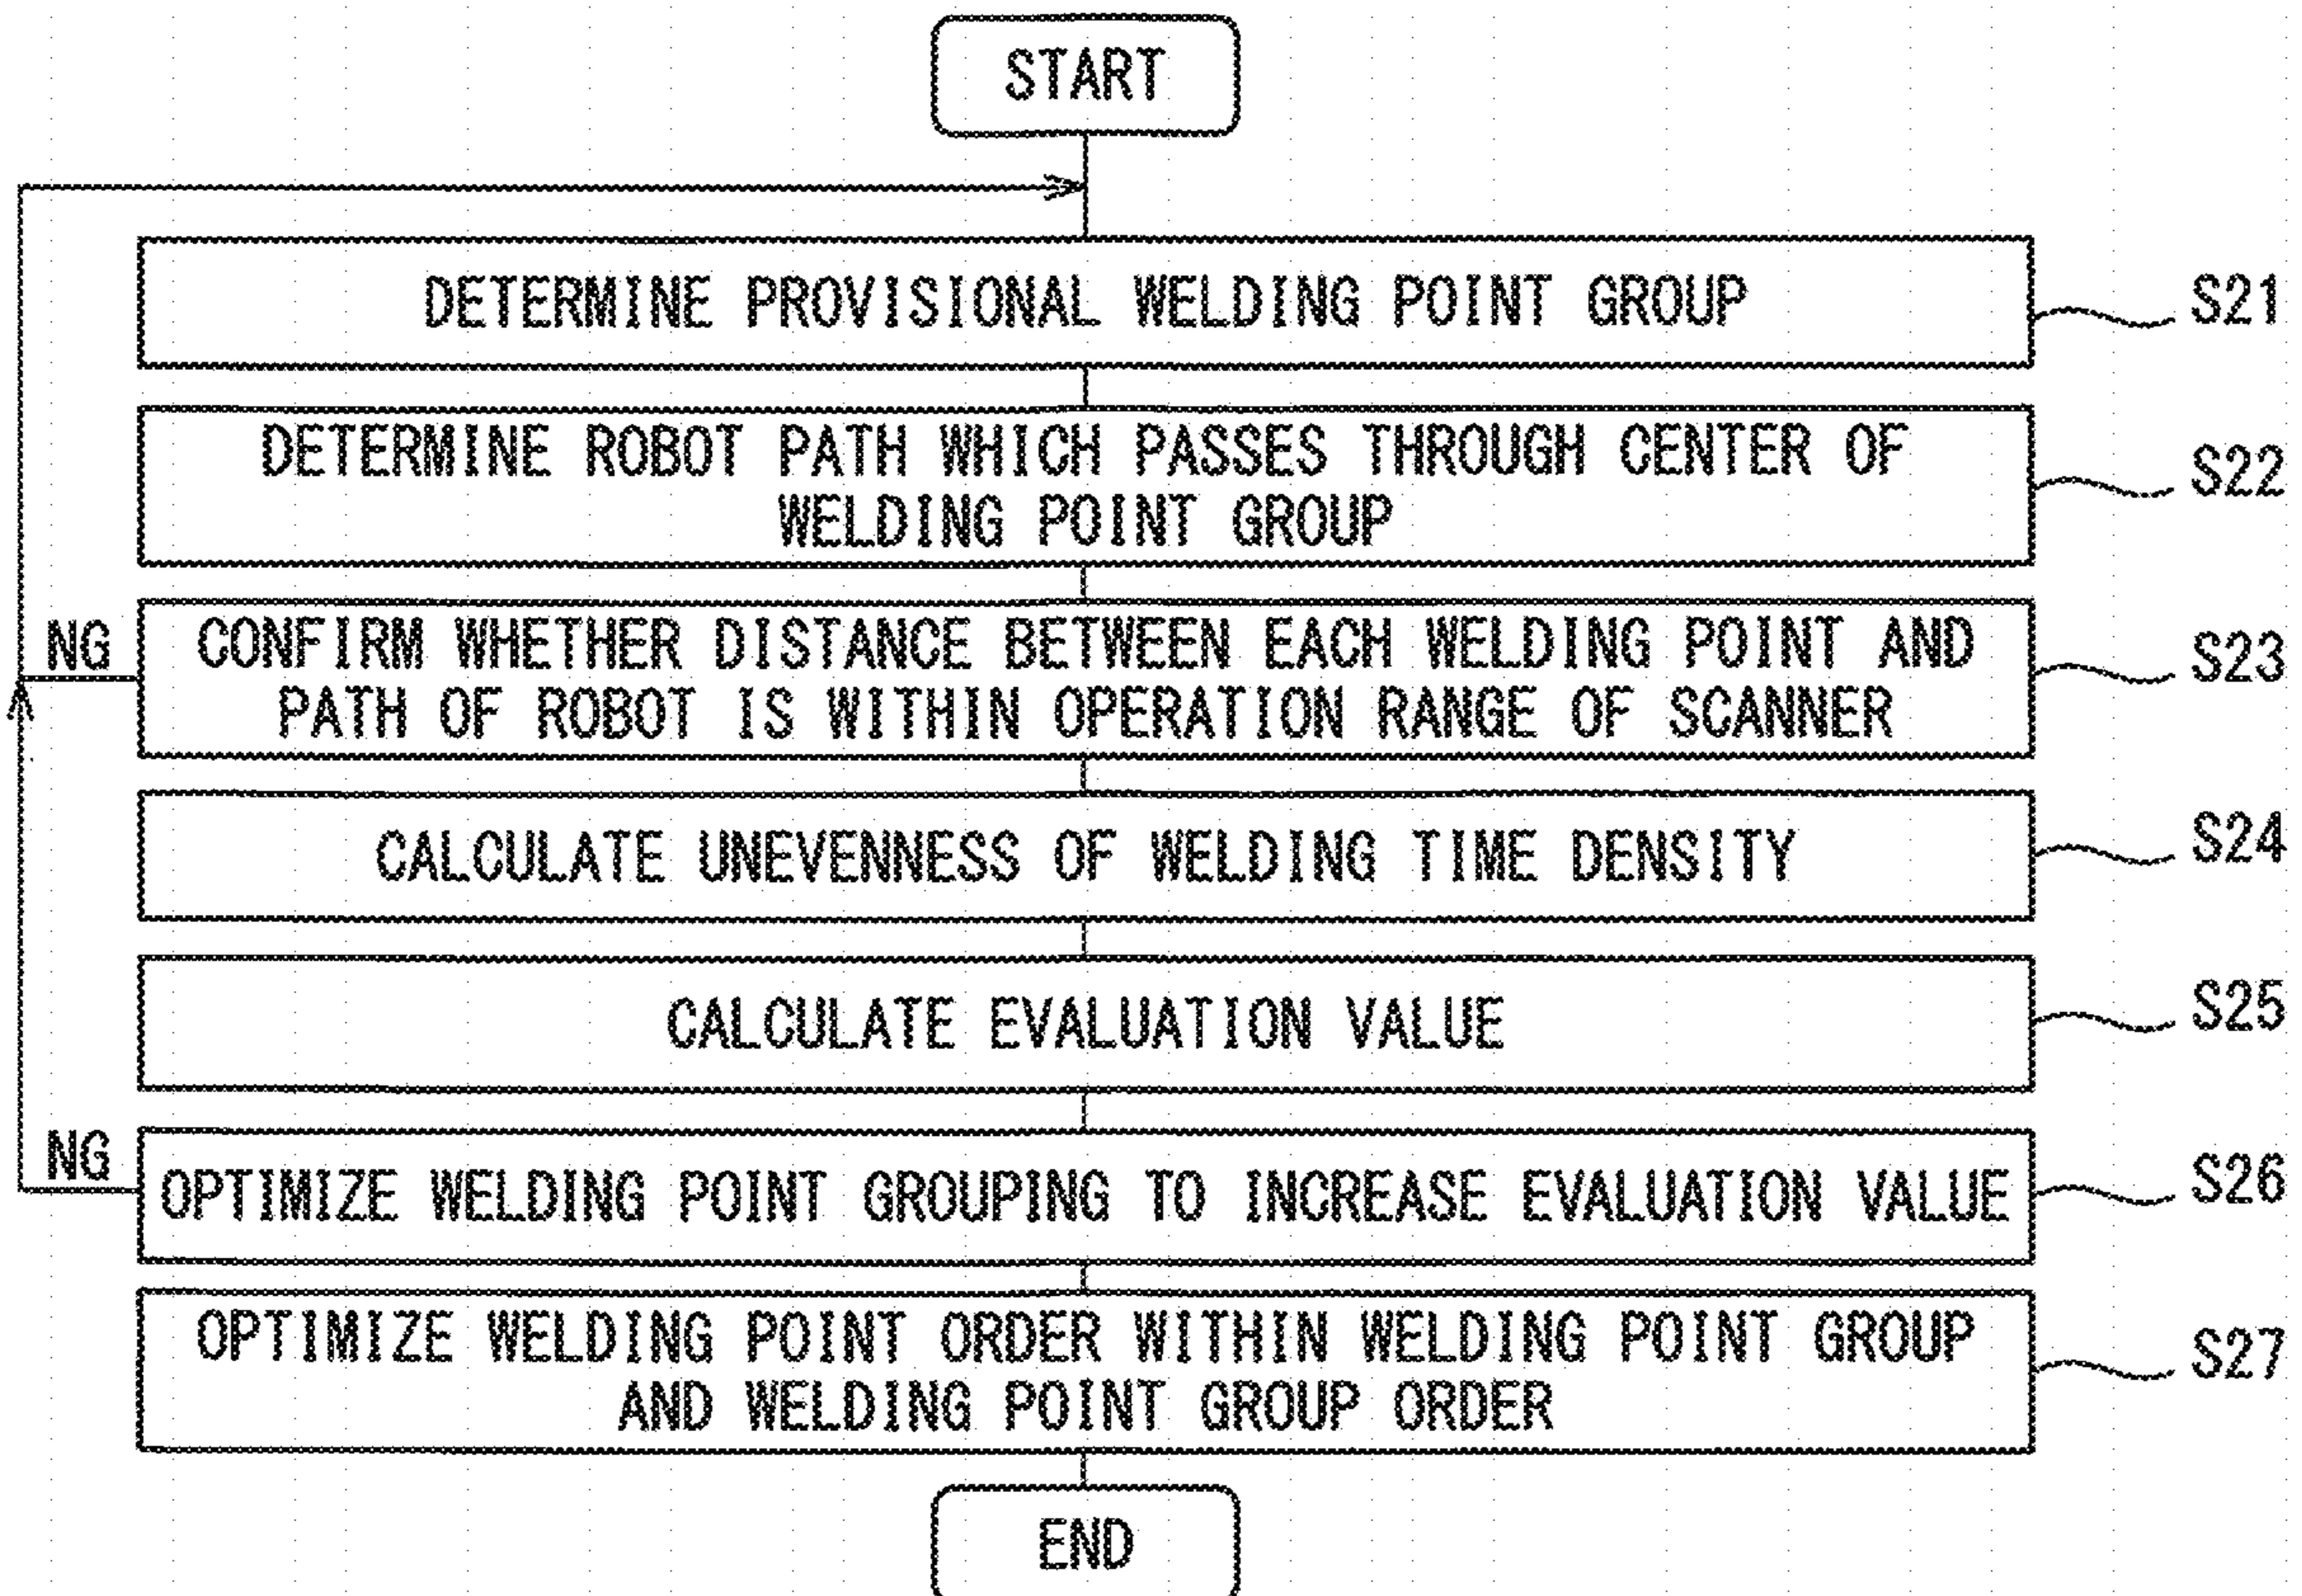 START
DETERMINE PROVISIONAL WELDING POINT GROUP
S21
DETERMINE ROBOT PATH WHICH PASSES THROUGH CENTER OF
WELDING POINT GROUP
S22
NG
CONFIRM WHETHER DISTANCE BETWEEN EACH WELDING POINT AND
PATH OF ROBOT IS WITHIN OPERATION RANGE OF SCANNER
S23
CALCULATE UNEVENNESS OF WELDING TIME DENSITY
S24
CALCULATE EVALUATION VALUE
S25
NG
OPTIMIZE WELDING POINT GROUPING TO INCREASE EVALUATION VALUE
S26
OPTIMIZE WELDING POINT ORDER WITHIN WELDING POINT GROUP
AND WELDING POINT GROUP ORDER
S27
END